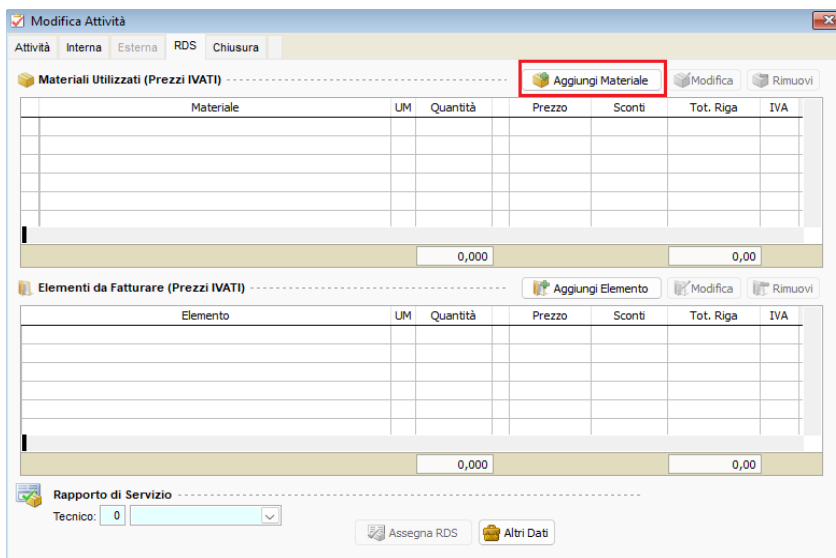 Modifica Attività
Attività Interna Esterna RDS Chiusura
Materiali Utilizzati (Prezzi IVATI) Aggiungi Materiale Modifica Rimuovi
Materiale UM Quantità Prezzo Sconti Tot. Riga IVA
0,000 0,00
Elementi da Fatturare (Prezzi IVATI) Aggiungi Elemento Modifica Rimuovi
Elemento UM Quantità Prezzo Sconti Tot. Riga IVA
0,000 0,00
Rapporto di Servizio
Tecnico: 0
Assegna RDS Altri Dati